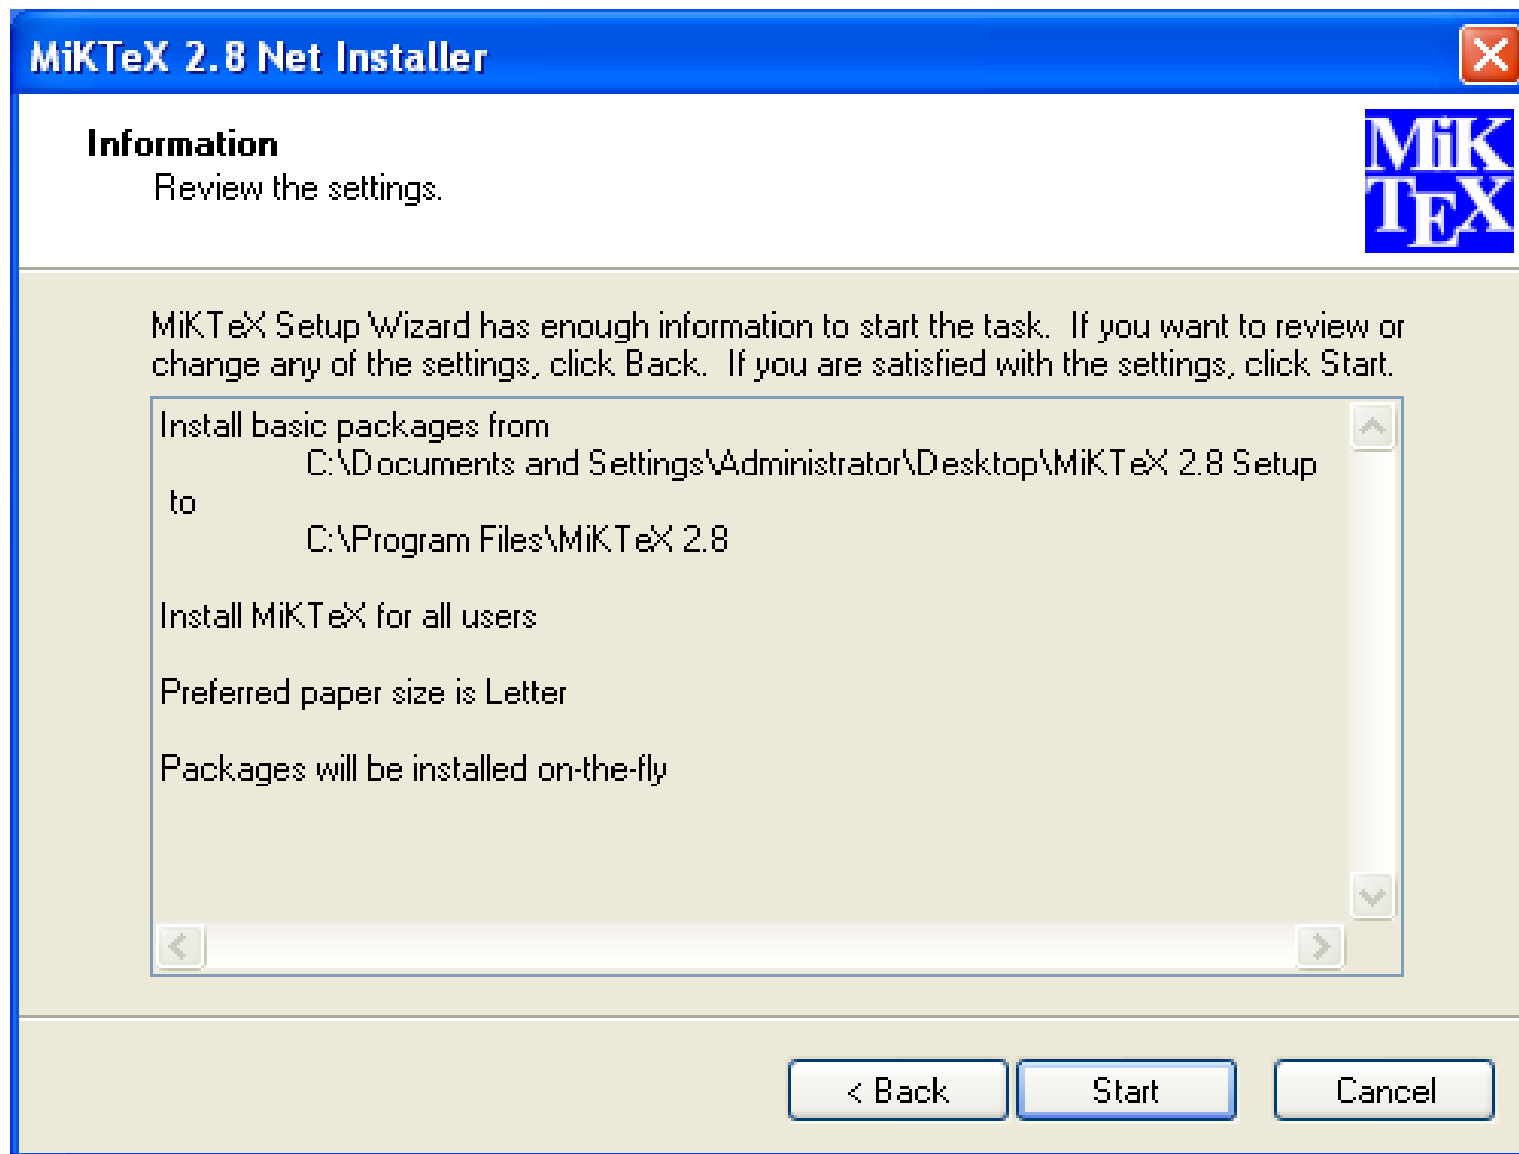 MiKTeX 2.8 Net Installer
Information
Review the settings.
MiK
TEX
MiKTeX Setup Wizard has enough information to start the task.  If you want to review or
change any of the settings, click Back.  If you are satisfied with the settings, click Start.
Install basic packages from
C:\Documents and Settings\Administrator\Desktop\MiKTeX 2.8 Setup
to
C:\Program Files\MiKTeX 2.8
Install MiKTeX for all users
Preferred paper size is Letter
Packages will be installed on-the-fly
< Back
Start
Cancel